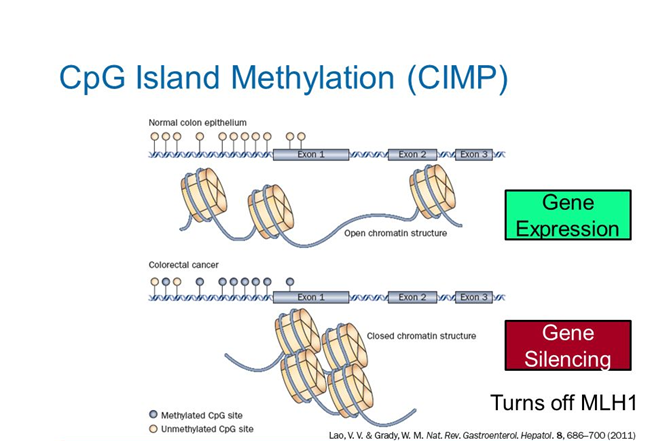 CpG Island Methylation (CIMP)
Normal colon epithelium
Exon 1 Exon 2 Exon 3
Open chromatin structure
Gene
Expression
Colorectal cancer
Exon 1 Exon 2 Exon 3
Closed chromatin structure
Gene
Silencing
Turns off MLH1
Methylated CpG site
Unmethylated CpG site
Lao, V. V. & Grady, W. M. Nat. Rev. Gastroenterol. Hepatol. 8, 686–700 (2011)